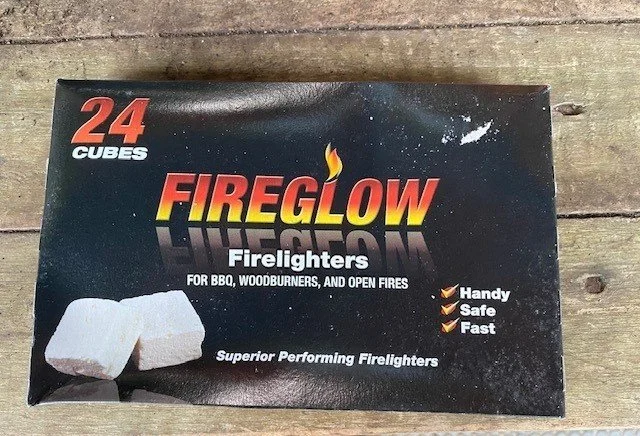 24
CUBES
FIREGLOW
Firelighters
FOR BBQ, WOODBURNERS, AND OPEN FIRES
Handy
Safe
Fast
Superior Performing Firelighters